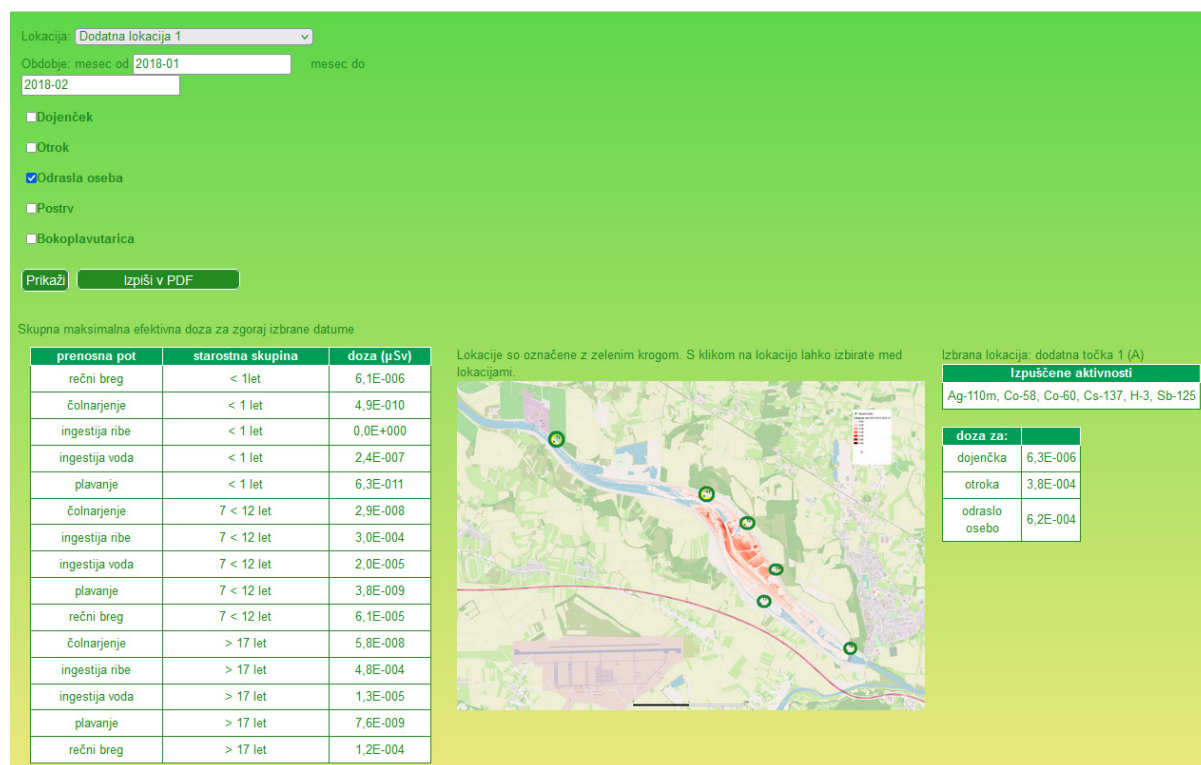 Lokacija: Dodatna lokacija 1
Obdobje: mesec od 2018-01 mesec do
2018-02
Dojenček
Otrok
Odrasla oseba
Postrv
Bokoplavutarica
Prikaži Izpiši v PDF
Skupna maksimalna efektivna doza za zgoraj izbrane datume
prenosna pot starostna skupina doza (µSv)
rečni breg < 1let 6,1E-006
čolnarjenje < 1 let 4,9E-010
ingestija ribe < 1 let 0,0E+000
ingestija voda < 1 let 2,4E-007
plavanje < 1 let 6,3E-011
čolnarjenje 7 < 12 let 2,9E-008
ingestija ribe 7 < 12 let 3,0E-004
ingestija voda 7 < 12 let 2,0E-005
plavanje 7 < 12 let 3,8E-009
rečni breg 7 < 12 let 6,1E-005
čolnarjenje > 17 let 5,8E-008
ingestija ribe > 17 let 4,8E-004
ingestija voda > 17 let 1,3E-005
plavanje > 17 let 7,6E-009
rečni breg > 17 let 1,2E-004
Lokacije so označene z zelenim krogom. S klikom na lokacijo lahko izbirate med
lokacijami.
Izbrana lokacija: dodatna točka 1 (A)
Izpuščene aktivnosti
Ag-110m, Co-58, Co-60, Cs-137, H-3, Sb-125
doza za:
dojenčka 6,3E-006
otroka 3,8E-004
odraslo
osebo 6,2E-004